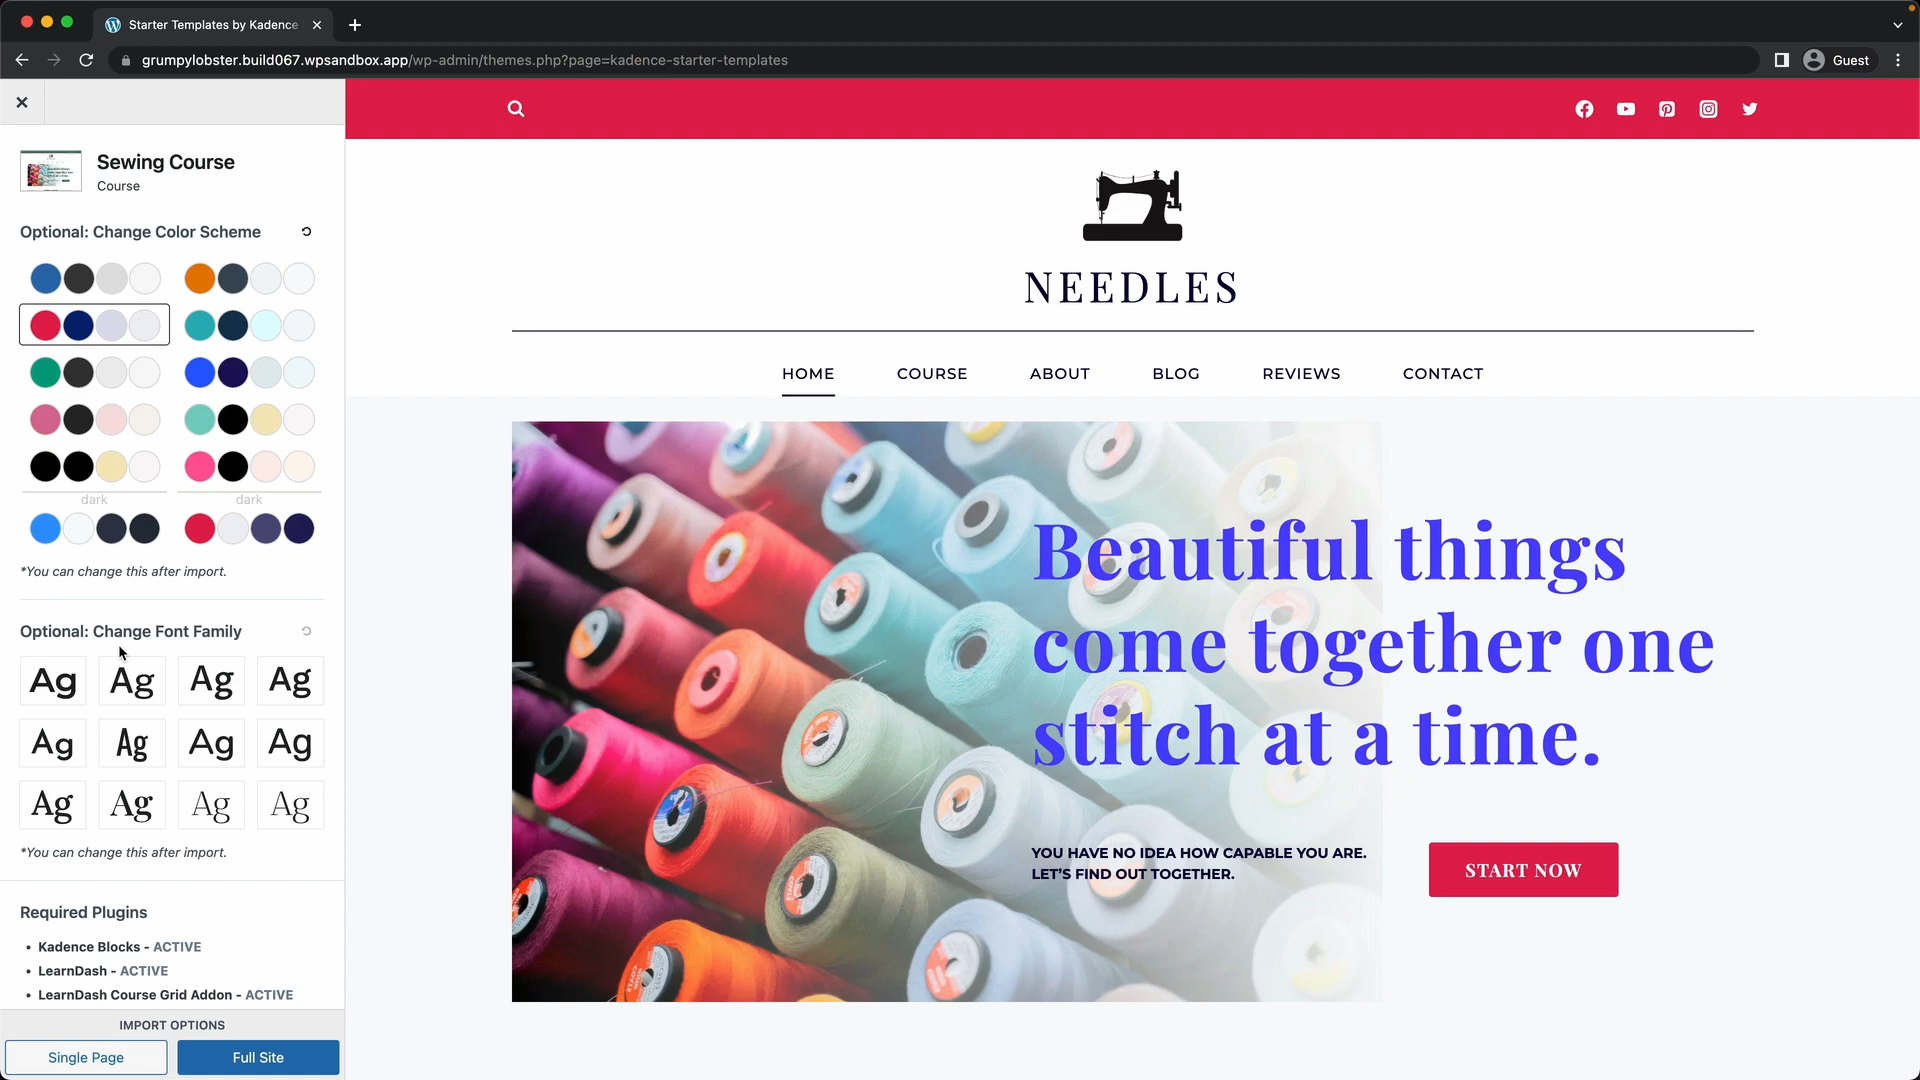 Starter Templates by Kadence
grumpylobster.build067.wpsandbox.app/wp-admin/themes.php?page=kadence-starter-templates
Guest
Sewing Course
Course
Optional: Change Color Scheme
dark
dark
*You can change this after import.
Optional: Change Font Family
Ag Ag Ag Ag
Ag Ag Ag Ag
Ag Ag Ag Ag
*You can change this after import.
Required Plugins
• Kadence Blocks - ACTIVE
• LearnDash - ACTIVE
• LearnDash Course Grid Addon - ACTIVE
IMPORT OPTIONS
Single Page
Full Site
NEEDLES
HOME COURSE ABOUT BLOG REVIEWS CONTACT
Beautiful things
come together one
stitch at a time.
YOU HAVE NO IDEA HOW CAPABLE YOU ARE.
LET'S FIND OUT TOGETHER.
START NOW